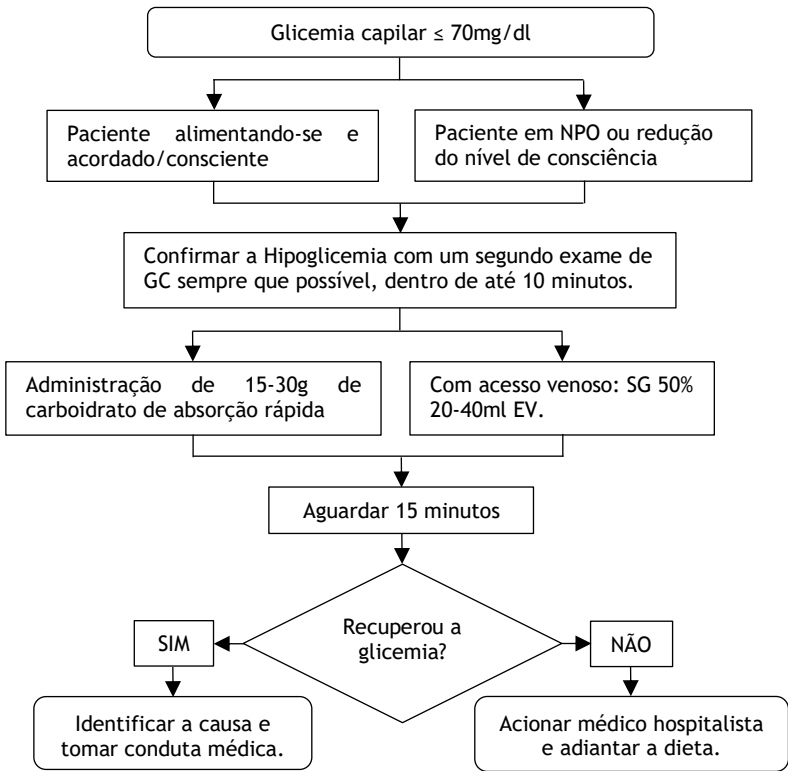 Glicemia capilar ≤ 70mg/dl
Paciente alimentando-se e
acordado/consciente
Paciente em NPO ou redução
do nível de consciência
Confirmar a Hipoglicemia com um segundo exame de
GC sempre que possível, dentro de até 10 minutos.
Administração de 15-30g de
carboidrato de absorção rápida
Com acesso venoso: SG 50%
20-40ml EV.
Aguardar 15 minutos
Recuperou a
glicemia?
SIM
NÃO
Identificar a causa e
tomar conduta médica.
Acionar médico hospitalista
e adiantar a dieta.